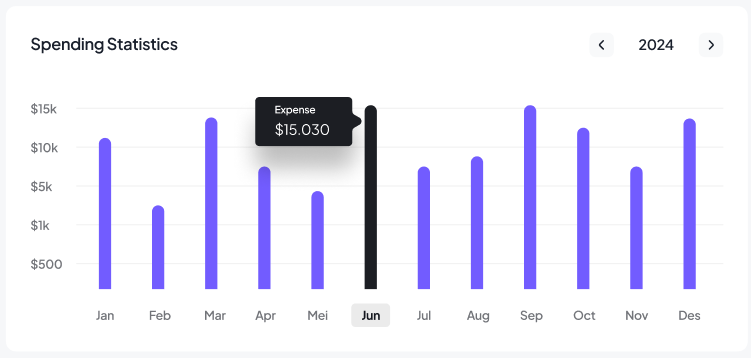 Spending Statistics
2024
$15k
$10k
$5k
$1k
$500
Expense
$15.030
Jan Feb Mar Apr Mei Jun Jul Aug Sep Oct Nov Des